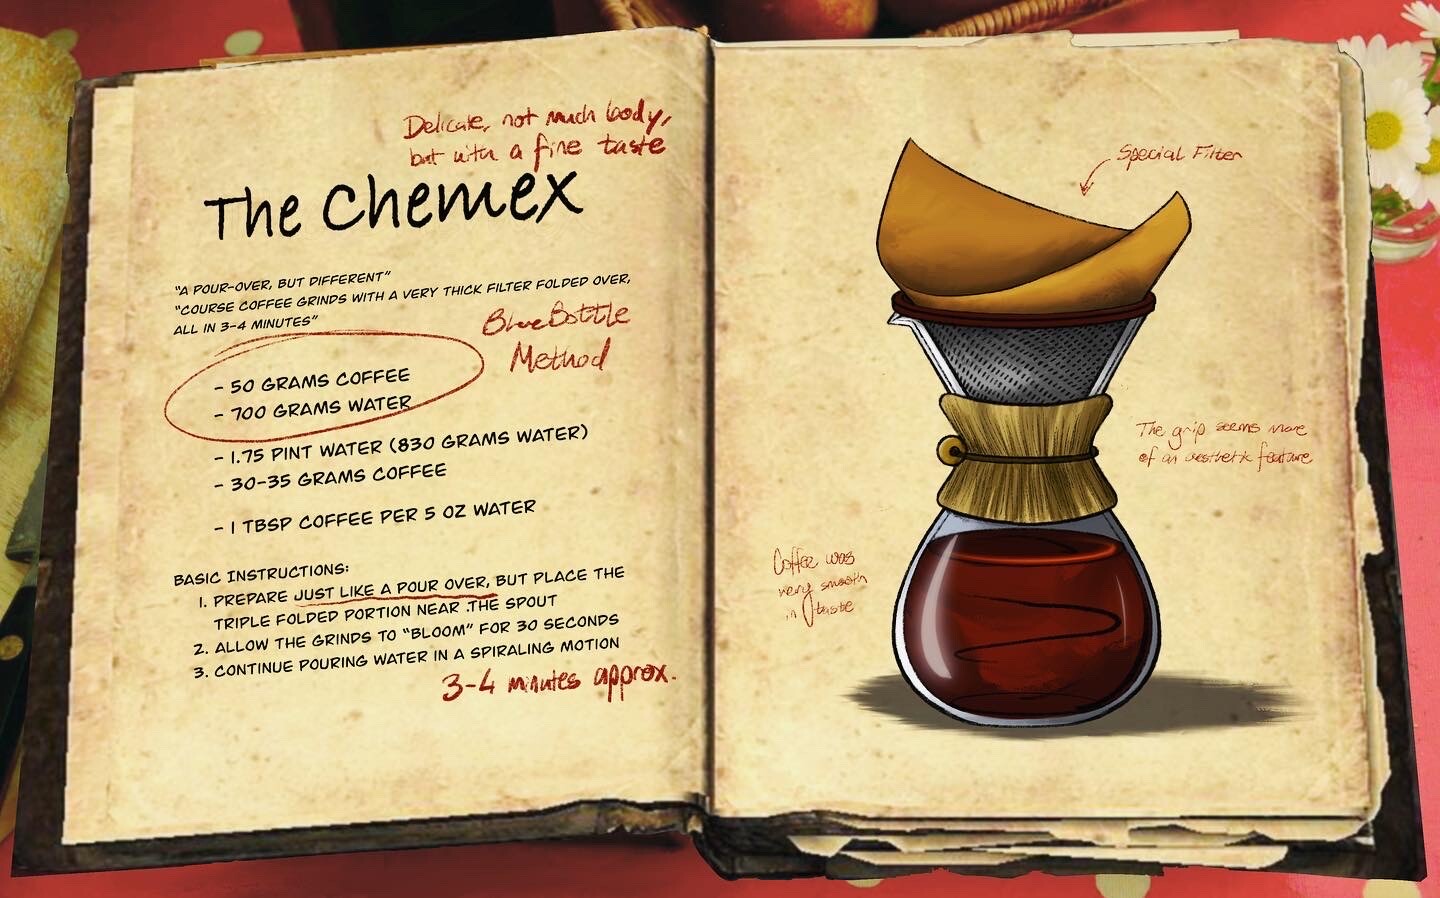 Delicate, not much body,
but with a fine taste
The Chemex
"A POUR-OVER, BUT DIFFERENT"
"COURSE COFFEE GRINDS WITH A VERY THICK FILTER FOLDED OVER,
ALL IN 3-4 MINUTES"
BlueBottle
Method
- 50 GRAMS COFFEE
- 700 GRAMS WATER
- 1.75 PINT WATER (830 GRAMS WATER)
- 30-35 GRAMS COFFEE
- 1 TBSP COFFEE PER 5 OZ WATER
BASIC INSTRUCTIONS:
1. PREPARE JUST LIKE A POUR OVER, BUT PLACE THE
TRIPLE FOLDED PORTION NEAR .THE SPOUT
2. ALLOW THE GRINDS TO "BLOOM" FOR 30 SECONDS
3. CONTINUE POURING WATER IN A SPIRALING MOTION
3-4 minutes approx.
Special Filter
The grip seems more
of an aesthetic feature
Coffee was
very smooth
in taste